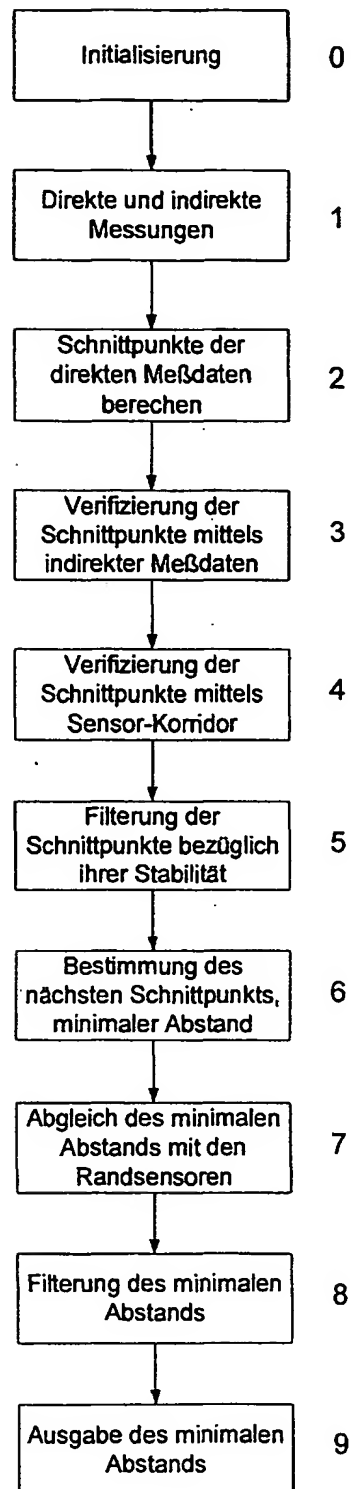 Initialisierung
0
Direkte und indirekte
Messungen
1
Schnittpunkte der
direkten Meßdaten
berechen
2
Verifizierung der
Schnittpunkte mittels
indirekter Meßdaten
3
Verifizierung der
Schnittpunkte mittels
Sensor-Korridor
4
Filterung der
Schnittpunkte bezüglich
ihrer Stabilität
5
Bestimmung des
nächsten Schnittpunkts,
minimaler Abstand
6
Abgleich des minimalen
Abstands mit den
Randsensoren
7
Filterung des minimalen
Abstands
8
Ausgabe des minimalen
Abstands
9